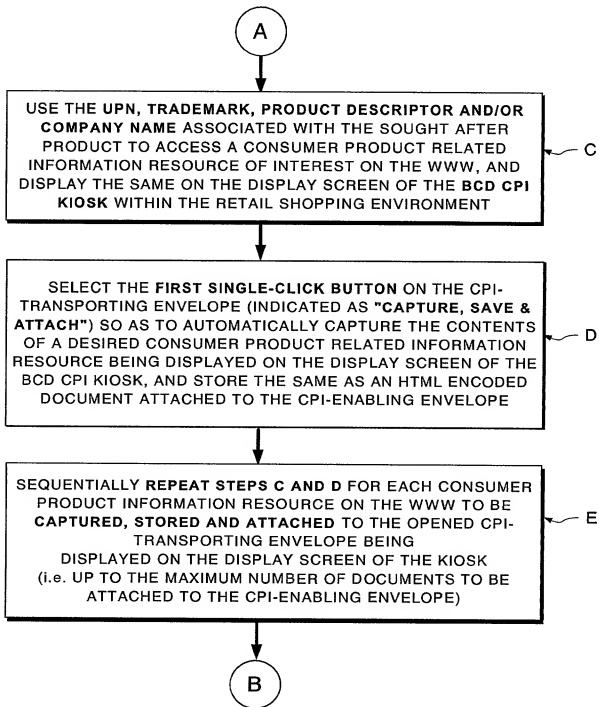 A
USE THE UPN, TRADEMARK, PRODUCT DESCRIPTOR AND/OR
COMPANY NAME ASSOCIATED WITH THE SOUGHT AFTER
PRODUCT TO ACCESS A CONSUMER PRODUCT RELATED
INFORMATION RESOURCE OF INTEREST ON THE WWW, AND
DISPLAY THE SAME ON THE DISPLAY SCREEN OF THE BCD CPI
KIOSK WITHIN THE RETAIL SHOPPING ENVIRONMENT
C
SELECT THE FIRST SINGLE-CLICK BUTTON ON THE CPI-
TRANSPORTING ENVELOPE (INDICATED AS "CAPTURE, SAVE &
ATTACH") SO AS TO AUTOMATICALLY CAPTURE THE CONTENTS
OF A DESIRED CONSUMER PRODUCT RELATED INFORMATION
RESOURCE BEING DISPLAYED ON THE DISPLAY SCREEN OF THE
BCD CPI KIOSK, AND STORE THE SAME AS AN HTML ENCODED
DOCUMENT ATTACHED TO THE CPI-ENABLING ENVELOPE
D
SEQUENTIALLY REPEAT STEPS C AND D FOR EACH CONSUMER
PRODUCT INFORMATION RESOURCE ON THE WWW TO BE
CAPTURED, STORED AND ATTACHED TO THE OPENED CPI-
TRANSPORTING ENVELOPE BEING
DISPLAYED ON THE DISPLAY SCREEN OF THE KIOSK
(i.e. UP TO THE MAXIMUM NUMBER OF DOCUMENTS TO BE
ATTACHED TO THE CPI-ENABLING ENVELOPE)
E
B